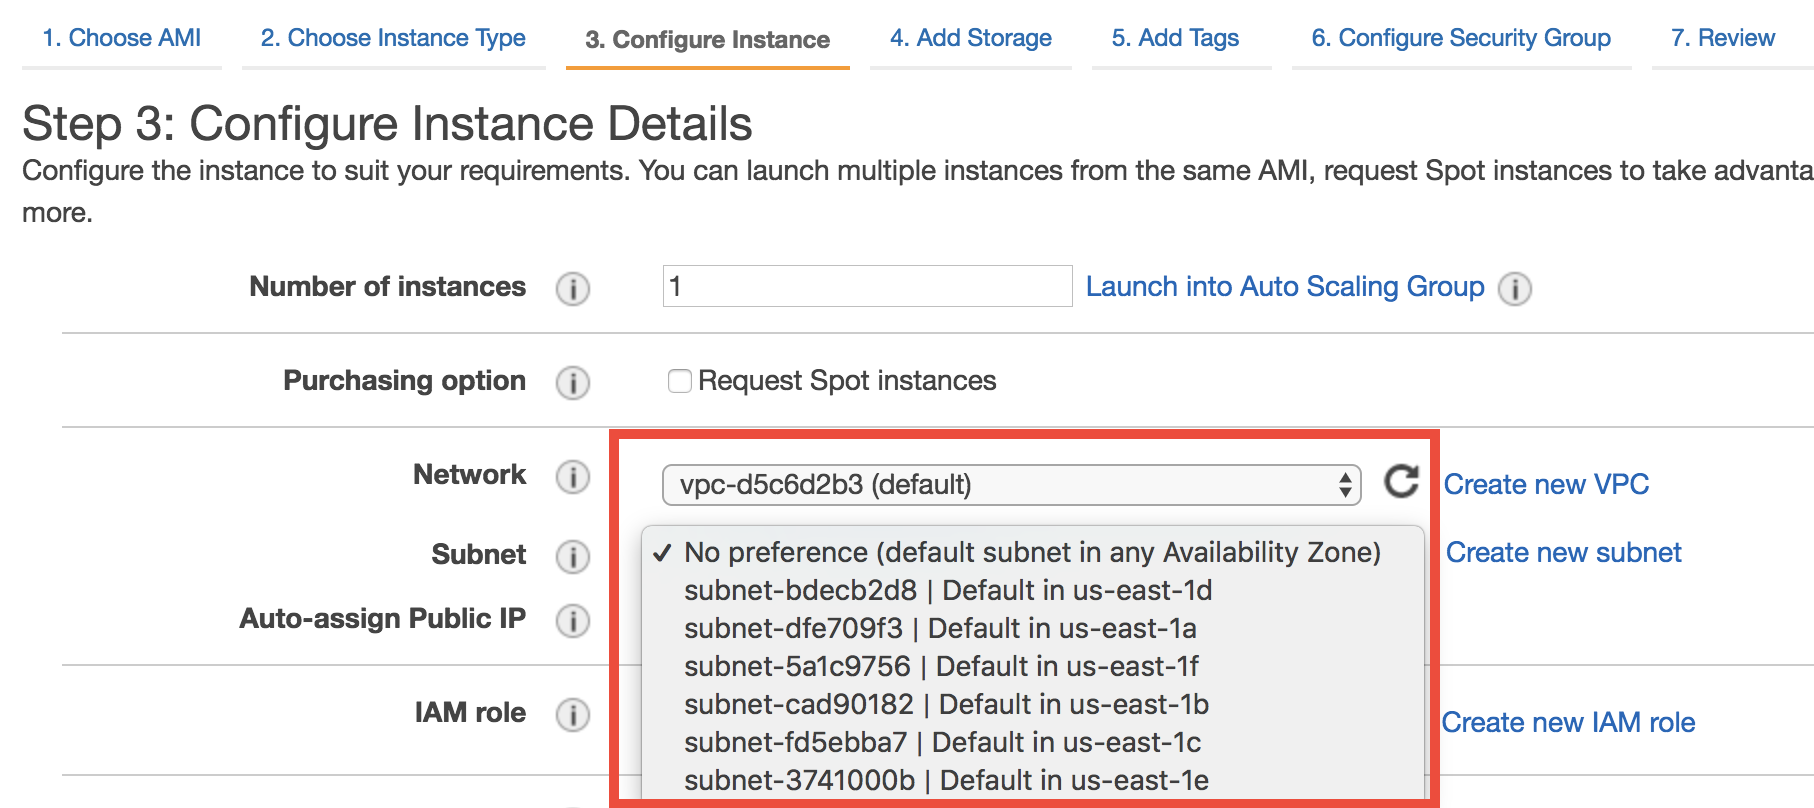 1. Choose AMI
2. Choose Instance Type
3. Configure Instance
4. Add Storage
5. Add Tags
6. Configure Security Group
7. Review
Step 3: Configure Instance Details
Configure the instance to suit your requirements. You can launch multiple instances from the same AMI, request Spot instances to take advanta
more.
Number of instances
1
Launch into Auto Scaling Group
Purchasing option
Request Spot instances
Network
vpc-d5c6d2b3 (default)
Create new VPC
Subnet
✓ No preference (default subnet in any Availability Zone)
subnet-bdecb2d8 | Default in us-east-1d
subnet-dfe709f3 | Default in us-east-1a
subnet-5a1c9756 | Default in us-east-1f
subnet-cad90182 | Default in us-east-1b
subnet-fd5ebba7 | Default in us-east-1c
subnet-3741000b | Default in us-east-1e
Create new subnet
Auto-assign Public IP
IAM role
Create new IAM role